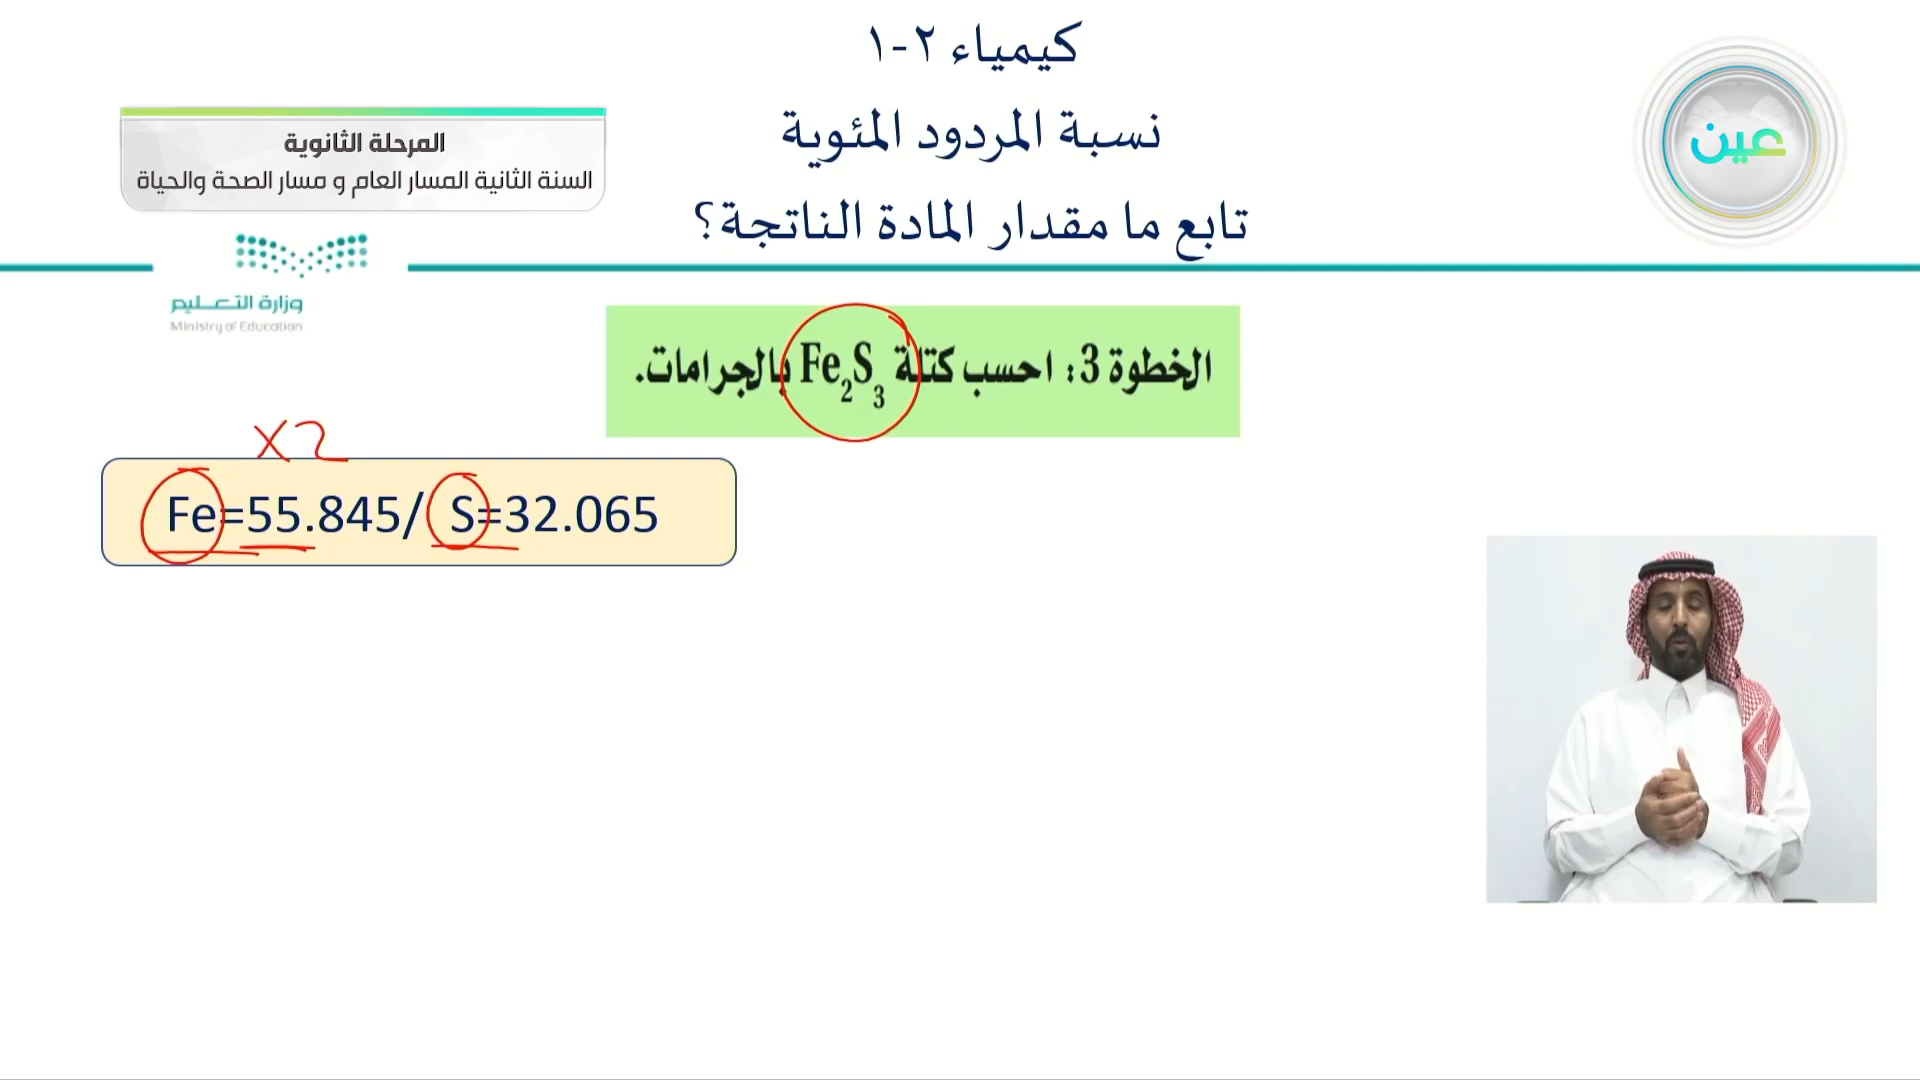 كيمياء ٢-١
نسبة المردود المئوية
تابع ما مقدار المادة الناتجة؟
عين
المرحلة الثانوية
السنة الثانية المسار العام و مسار الصحة والحياة
وزارة التعليم
Ministry of Education
الخطوة 3: احسب كتلة Fe₂S₃ بالجرامات.
X2
Fe=55.845/ S=32.065